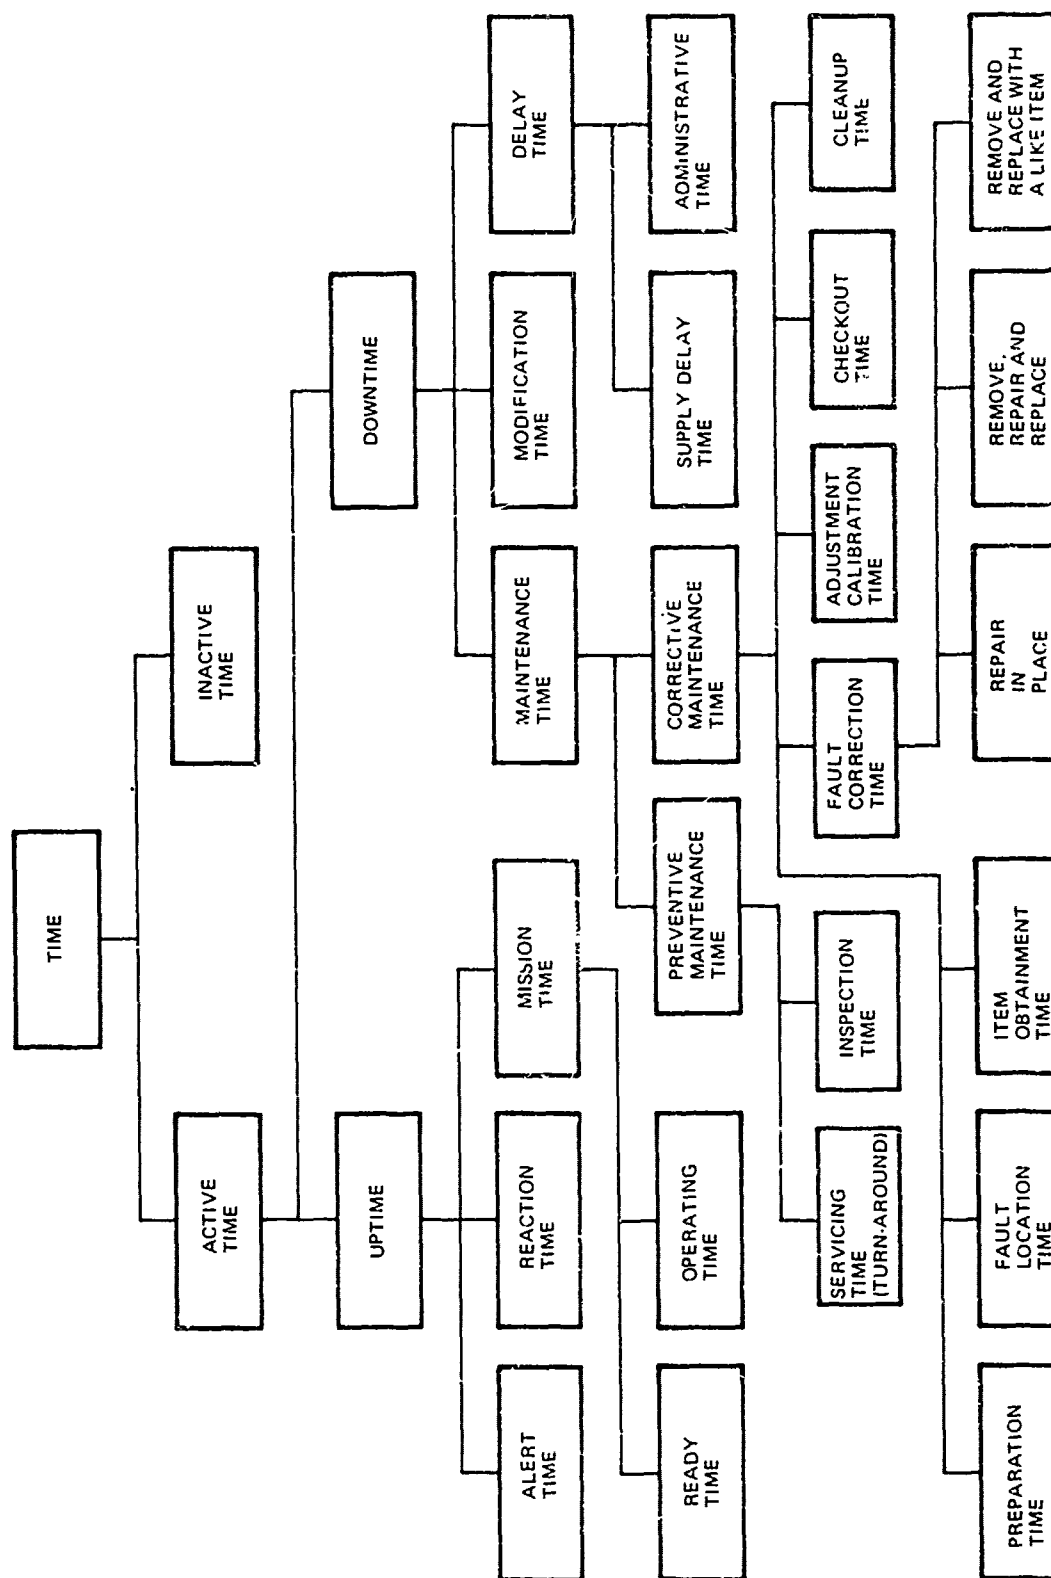 TIME
ACTIVE
TIME
INACTIVE
TIME
UPTIME
DOWNTIME
ALERT
TIME
REACTION
TIME
MISSION
TIME
MAINTENANCE
TIME
MODIFICATION
TIME
DELAY
TIME
READY
TIME
OPERATING
TIME
PREVENTIVE
MAINTENANCE
TIME
CORRECTIVE
MAINTENANCE
TIME
SUPPLY DELAY
TIME
ADMINISTRATIVE
TIME
SERVICING
TIME
(TURN-AROUND)
INSPECTION
TIME
FAULT
CORRECTION
TIME
ADJUSTMENT
CALIBRATION
TIME
CHECKOUT
TIME
CLEANUP
TIME
PREPARATION
TIME
FAULT
LOCATION
TIME
ITEM
OBTAINMENT
TIME
REPAIR
IN
PLACE
REMOVE,
REPAIR AND
REPLACE
REMOVE AND
REPLACE WITH
A LIKE ITEM